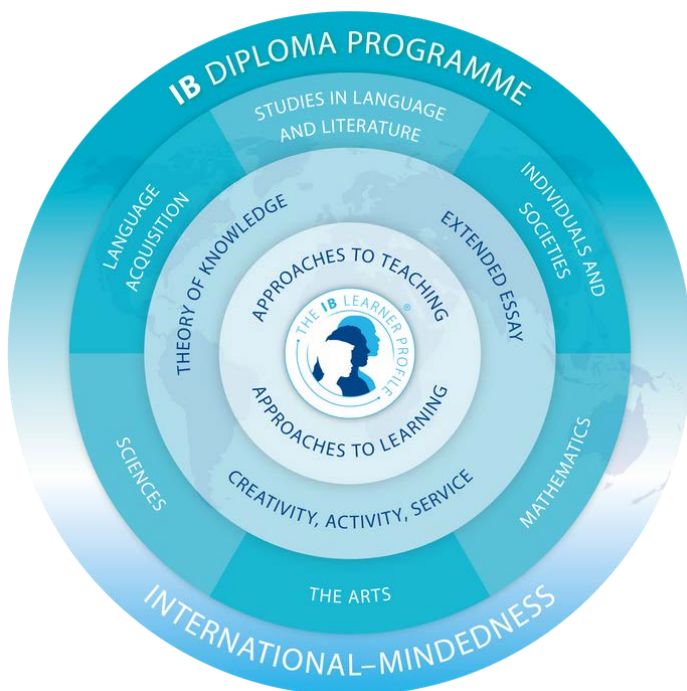 IB DIPLOMA PROGRAMME
STUDIES IN LANGUAGE
AND LITERATURE
LANGUAGE
ACQUISITION
INDIVIDUALS AND
SOCIETIES
THEORY OF KNOWLEDGE
EXTENDED ESSAY
APPROACHES TO TEACHING
THE IB LEARNER PROFILE ®
APPROACHES TO LEARNING
CREATIVITY, ACTIVITY, SERVICE
SCIENCES
MATHEMATICS
THE ARTS
INTERNATIONAL–MINDEDNESS